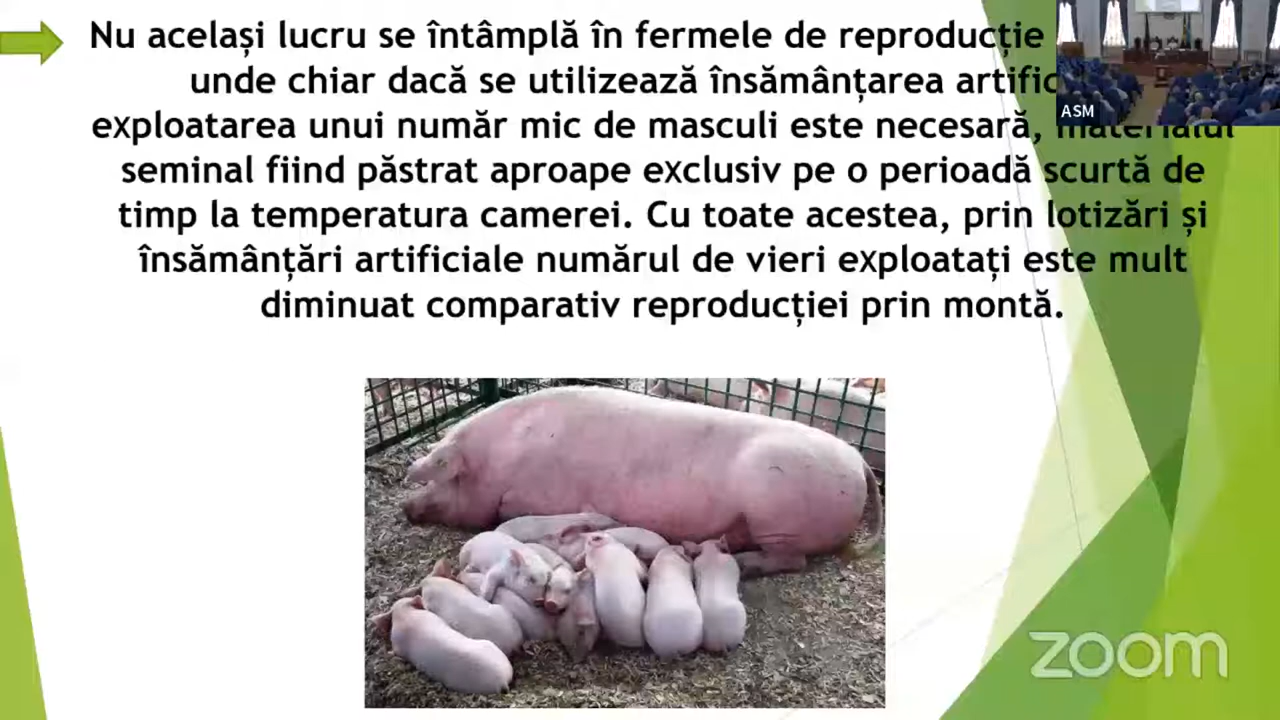 Nu același lucru se întâmplă în fermele de reproducție
ASM
unde chiar dacă se utilizează însămânțarea
exploatarea unui număr mic de masculi este necesară, materialul
seminal fiind păstrat aproape exclusiv pe o perioadă scurtă de
timp la temperatura camerei. Cu toate acestea, prin lotizări și
însămânțări artificiale numărul de vieri exploatați este mult
diminuat comparativ reproducției prin montă.
zoom